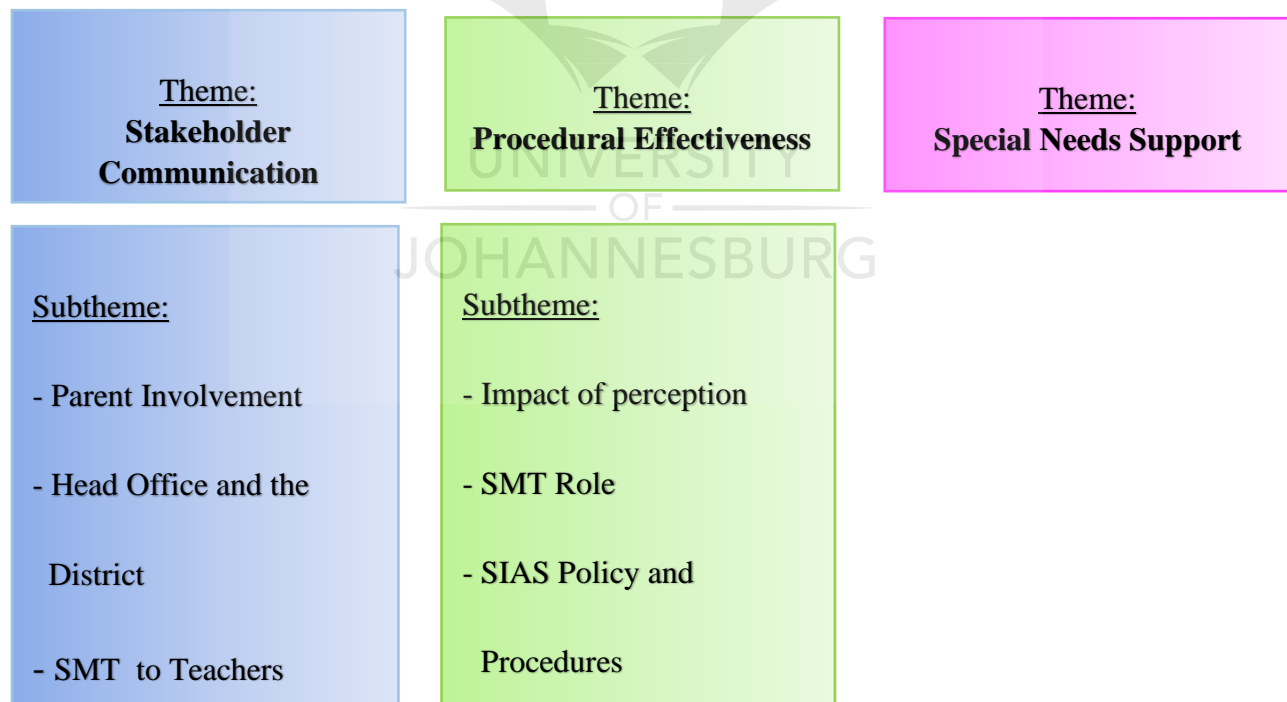 Theme:
Stakeholder
Communication
Theme:
Procedural Effectiveness
Theme:
Special Needs Support
UNIVERSITY
OF
JOHANNESBURG
Subtheme:
- Parent Involvement
- Head Office and the
District
- SMT to Teachers
Subtheme:
- Impact of perception
- SMT Role
- SIAS Policy and
Procedures